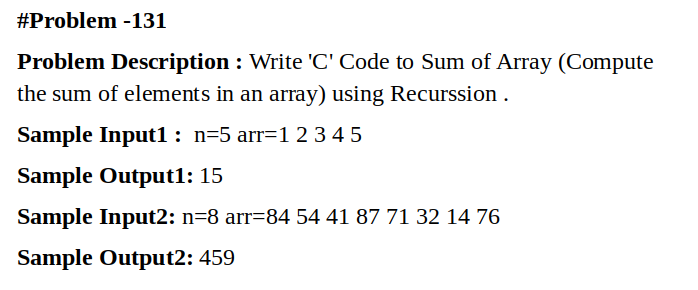 #Problem -131
Problem Description : Write 'C' Code to Sum of Array (Compute
the sum of elements in an array) using Recurssion .
Sample Input1 :  n=5 arr=1 2 3 4 5
Sample Output1: 15
Sample Input2: n=8 arr=84 54 41 87 71 32 14 76
Sample Output2: 459